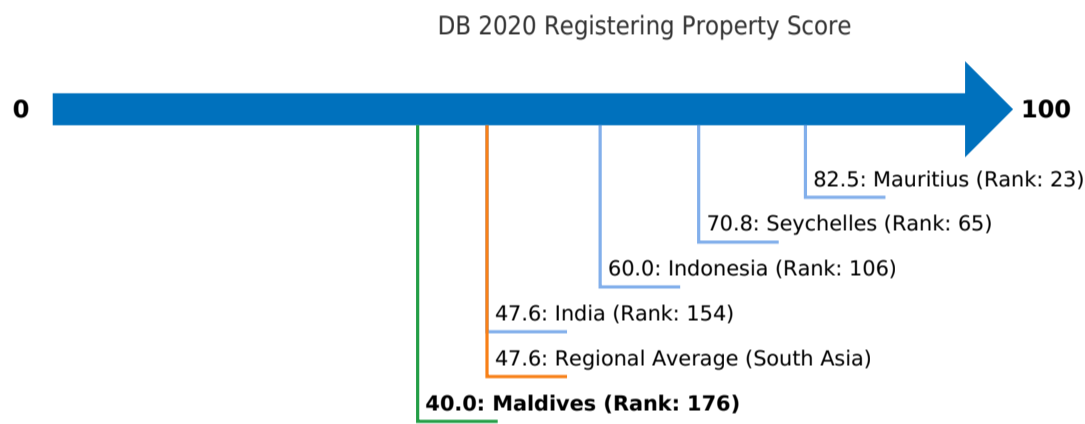 DB 2020 Registering Property Score
0
100
82.5: Mauritius (Rank: 23)
70.8: Seychelles (Rank: 65)
60.0: Indonesia (Rank: 106)
47.6: India (Rank: 154)
47.6: Regional Average (South Asia)
40.0: Maldives (Rank: 176)